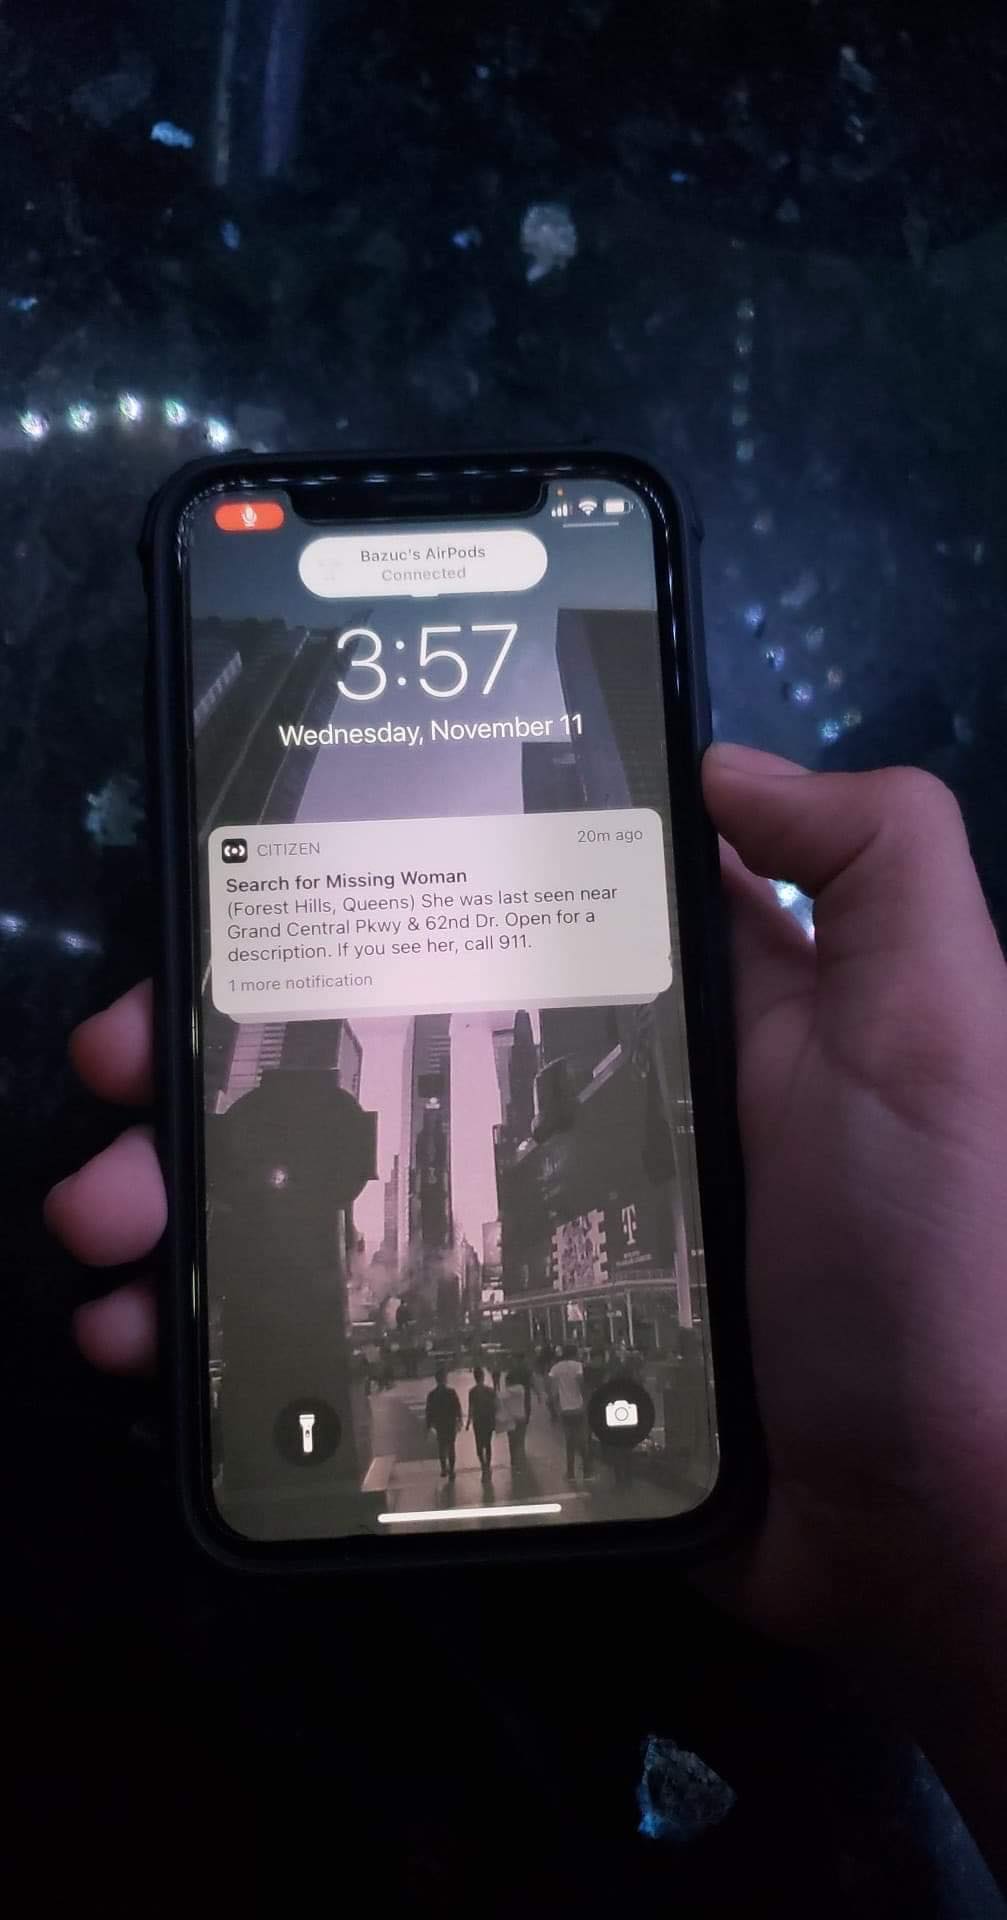 Bazuc's AirPods
Connected
3:57
Wednesday, November 11
CITIZEN
20m ago
Search for Missing Woman
(Forest Hills, Queens) She was last seen near
Grand Central Pkwy & 62nd Dr. Open for a
description. If you see her, call 911.
1 more notification
T